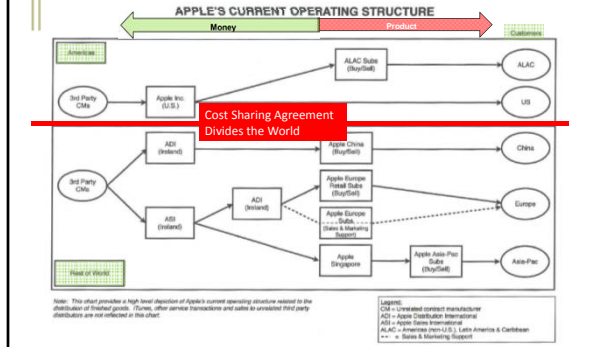 APPLE'S CURRENT OPERATING STRUCTURE
Money
Product
Customers
Americas
ALAC Subs
(Buy/Sell)
ALAC
3rd Party
CMs
Apple Inc.
(U.S.)
US
Cost Sharing Agreement
Divides the World
ADI
(Ireland)
Apple China
(Buy/Sell)
China
3rd Party
CMs
ADI
(Ireland)
Apple Europe
Retail Subs
(Buy/Sell)
Europe
ASI
(Ireland)
Apple Europe
Subs.
(Sales & Marketing
Support)
Apple
Singapore
Apple Asia-Pac
Subs
(Buy/Sell)
Asia-Pac
Rest of World
Note: This chart provides a high level depiction of Apple's current operating structure related to the
distribution of finished goods. iTunes, other service transactions and sales to unrelated third party
distributors are not reflected in this chart.
Legend:
CM = Unrelated contract manufacturer
ADI = Apple Distribution International
ASI = Apple Sales International
ALAC = Americas (non-U.S.), Latin America & Caribbean
---- = Sales & Marketing Support